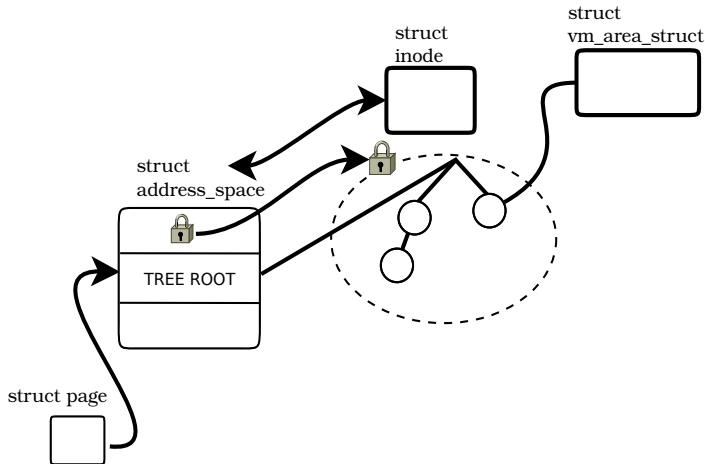 struct
vm_area_struct
struct
inode
struct
address_space
TREE ROOT
struct page